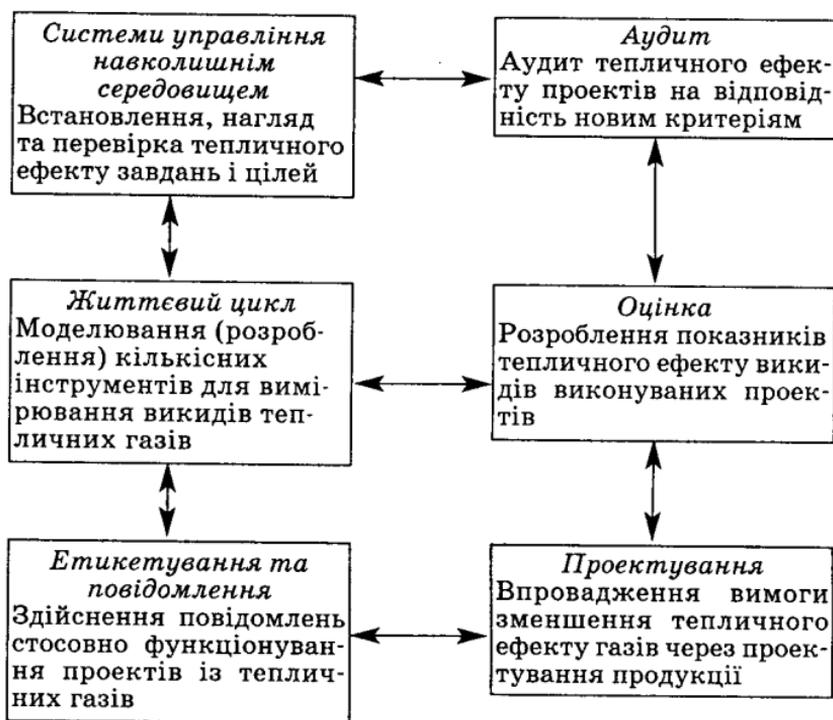 Системи управління
навколишнім
середовищем
Встановлення, нагляд
та перевірка тепличного
ефекту завдань і цілей
Аудит
Аудит тепличного ефек-
ту проектів на відповід-
ність новим критеріям
Життєвий цикл
Моделювання (розроб-
лення) кількісних
інструментів для вимі-
рювання викидів теп-
личних газів
Оцінка
Розроблення показників
тепличного ефекту вики-
дів виконуваних проек-
тів
Етикетування та
повідомлення
Здійснення повідомлень
стосовно функціонуван-
ня проектів із теплич-
них газів
Проектування
Впровадження вимоги
зменшення тепличного
ефекту газів через проек-
тування продукції